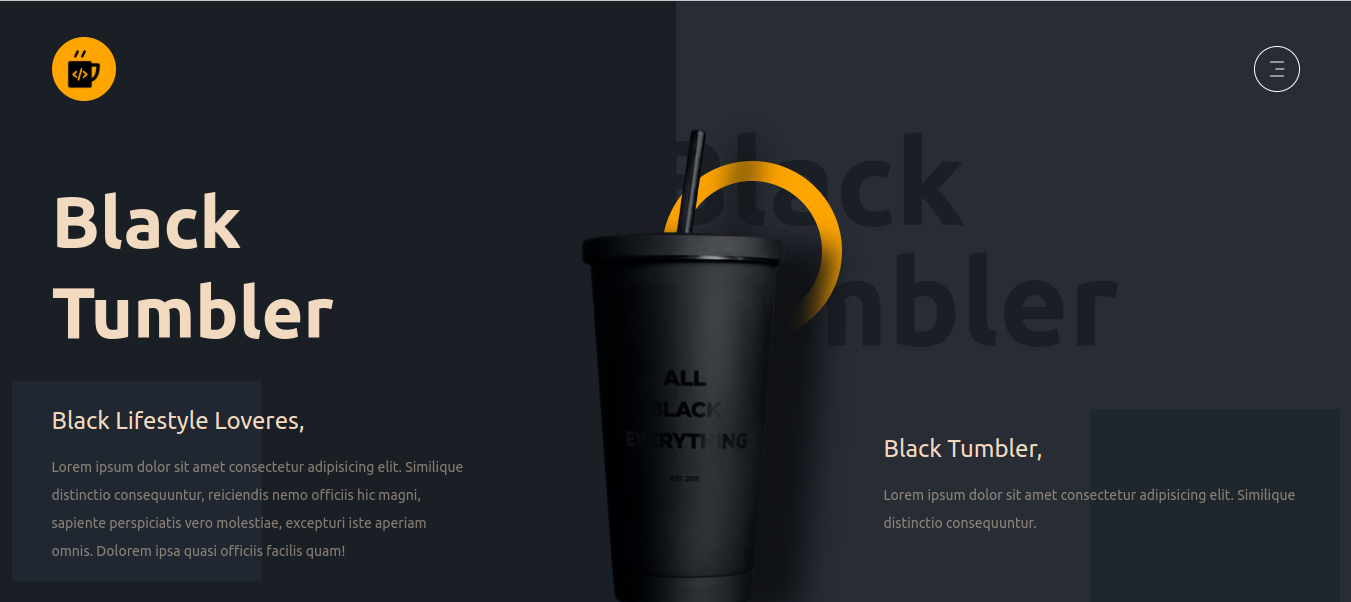 </>
Black
Tumbler
Black
Tumbler
Black Lifestyle Loveres,
Lorem ipsum dolor sit amet consectetur adipisicing elit. Similique
distinctio consequuntur, reiciendis nemo officiis hic magni,
sapiente perspiciatis vero molestiae, excepturi iste aperiam
omnis. Dolorem ipsa quasi officiis facilis quam!
ALL
BLACK
EVERYTHING
EST. 2015
Black Tumbler,
Lorem ipsum dolor sit amet consectetur adipisicing elit. Similique
distinctio consequuntur.